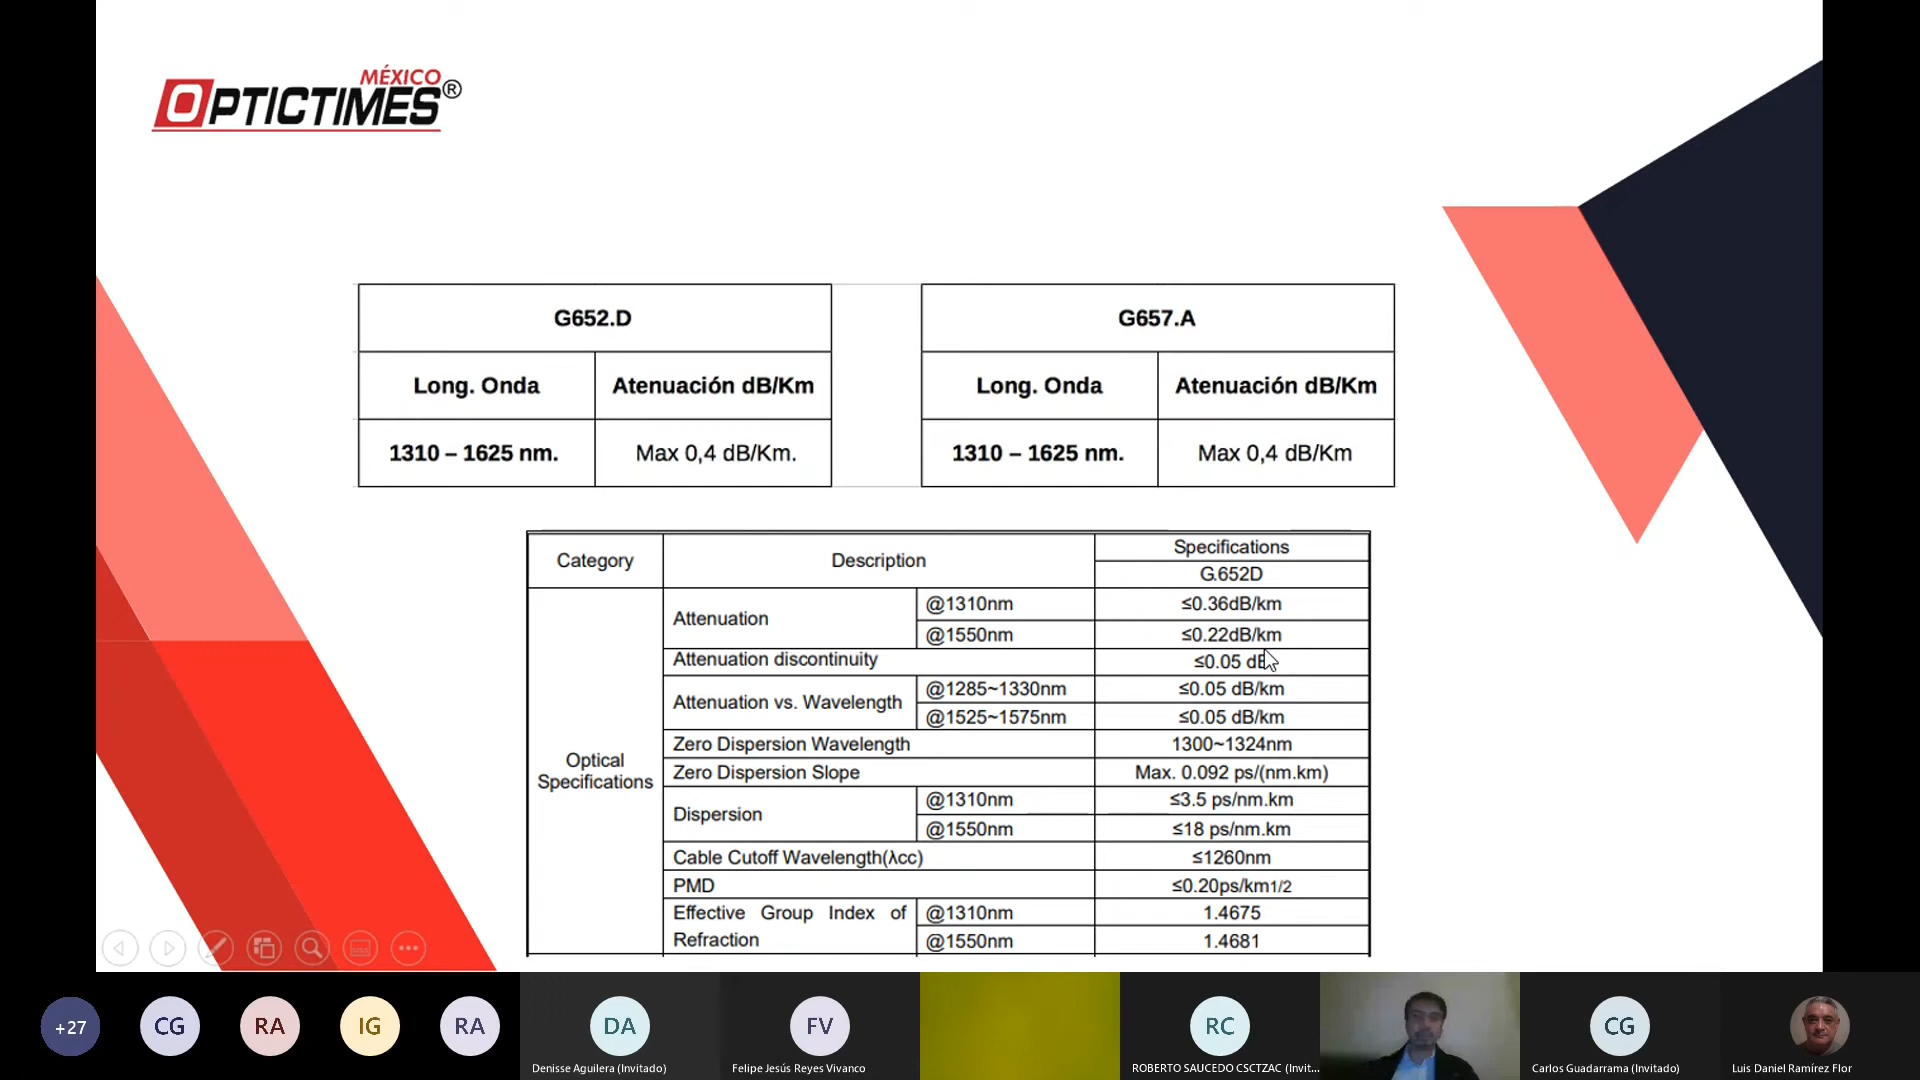 MÉXICO
OPTICTIMES®
G652.D
Long. Onda Atenuación dB/Km
1310 – 1625 nm. Max 0,4 dB/Km.
G657.A
Long. Onda Atenuación dB/Km
1310 – 1625 nm. Max 0,4 dB/Km
Category Description Specifications
G.652D
Optical Specifications
Attenuation @1310nm ≤0.36dB/km
@1550nm ≤0.22dB/km
Attenuation discontinuity ≤0.05 dB
Attenuation vs. Wavelength @1285~1330nm ≤0.05 dB/km
@1525~1575nm ≤0.05 dB/km
Zero Dispersion Wavelength 1300~1324nm
Zero Dispersion Slope Max. 0.092 ps/(nm.km)
Dispersion @1310nm ≤3.5 ps/nm.km
@1550nm ≤18 ps/nm.km
Cable Cutoff Wavelength(λcc) ≤1260nm
PMD ≤0.20ps/km1/2
Effective Group Index of Refraction @1310nm 1.4675
@1550nm 1.4681
+27
CG
RA
IG
RA
DA
Denisse Aguilera (Invitado)
FV
Felipe Jesús Reyes Vivanco
RC
ROBERTO SAUCEDO CSCTZAC (Invit...
CG
Carlos Guadarrama (Invitado)
Luis Daniel Ramírez Flor